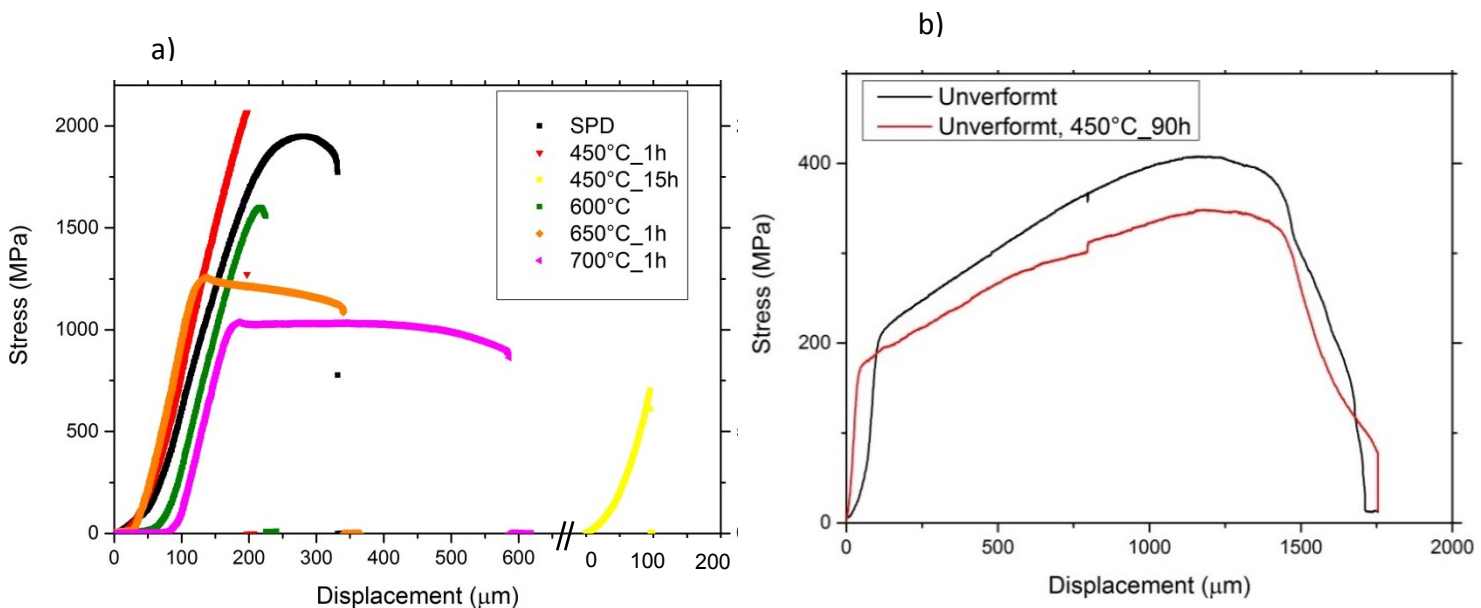 a)
SPD
450°C_1h
450°C_15h
600°C
650°C_1h
700°C_1h
2000
1500
1000
500
0
Stress (MPa)
0 100 200 300 400 500 600 // 0 100 200
Displacement (μm)
b)
Unverformt
Unverformt, 450°C_90h
400
200
0
Stress (MPa)
0 500 1000 1500 2000
Displacement (μm)